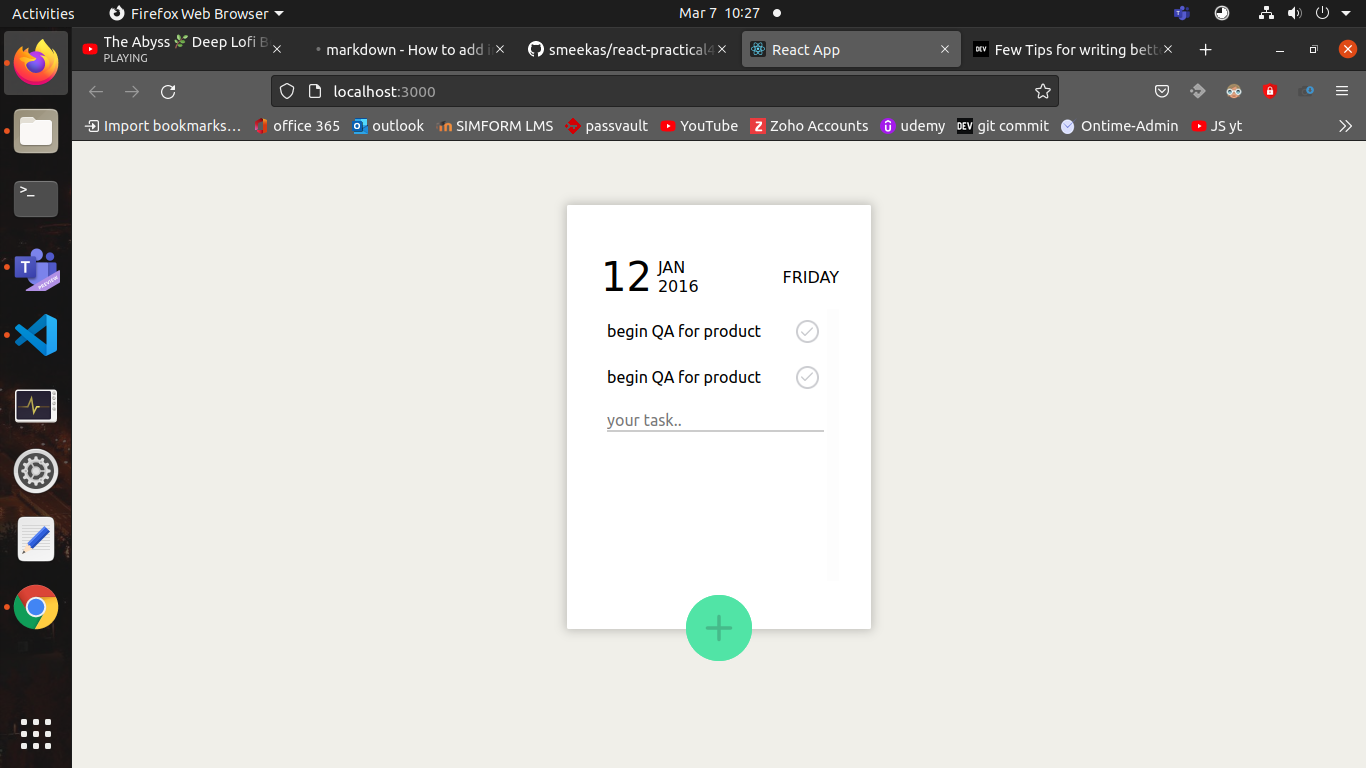 Activities Firefox Web Browser Mar 7 10:27
The Abyss 🌿 Deep Lofi B
PLAYING
markdown - How to add i
smeekas/react-practical4
React App
DEV Few Tips for writing bett
localhost:3000
Import bookmarks... office 365 outlook SIMFORM LMS passvault YouTube Zoho Accounts udemy DEV git commit Ontime-Admin JS yt
12 JAN
2016
FRIDAY
begin QA for product
begin QA for product
your task..